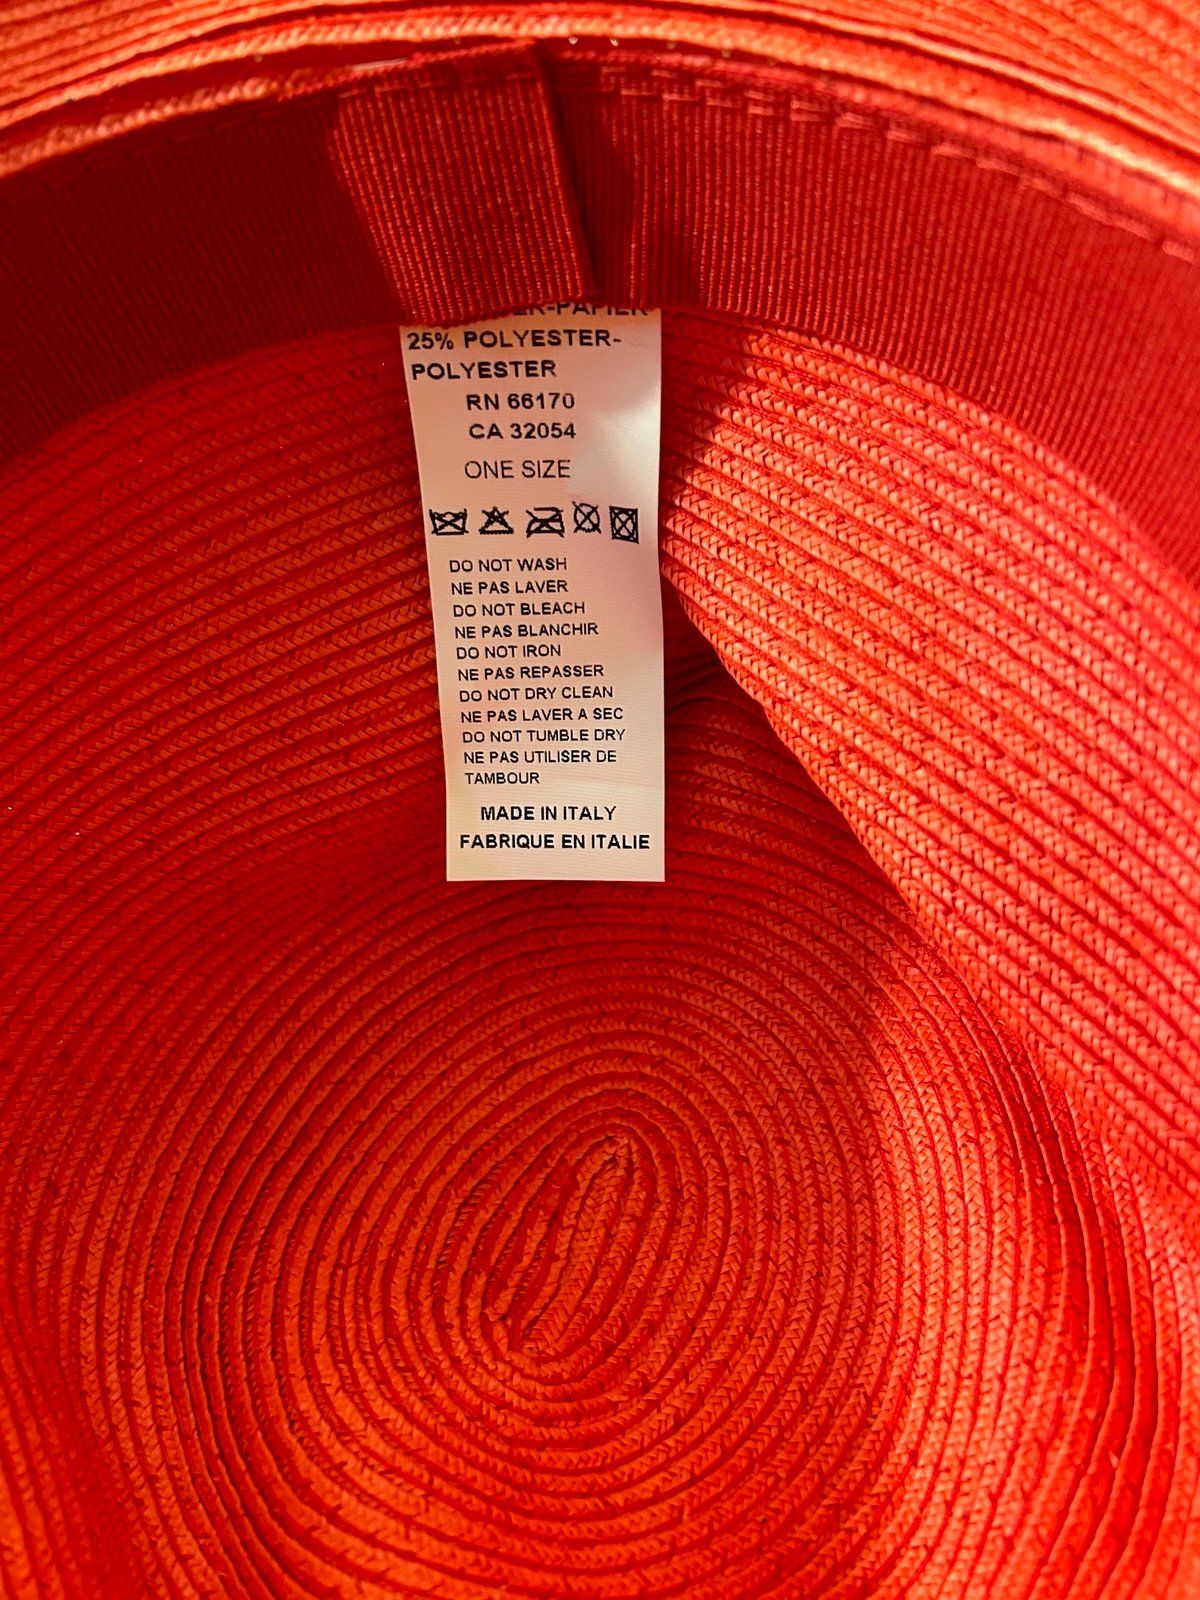 25% POLYESTER-
POLYESTER
RN 66170
CA 32054
ONE SIZE
DO NOT WASH
NE PAS LAVER
DO NOT BLEACH
NE PAS BLANCHIR
DO NOT IRON
NE PAS REPASSER
DO NOT DRY CLEAN
NE PAS LAVER A SEC
DO NOT TUMBLE DRY
NE PAS UTILISER DE
TAMBOUR
MADE IN ITALY
FABRIQUE EN ITALIE